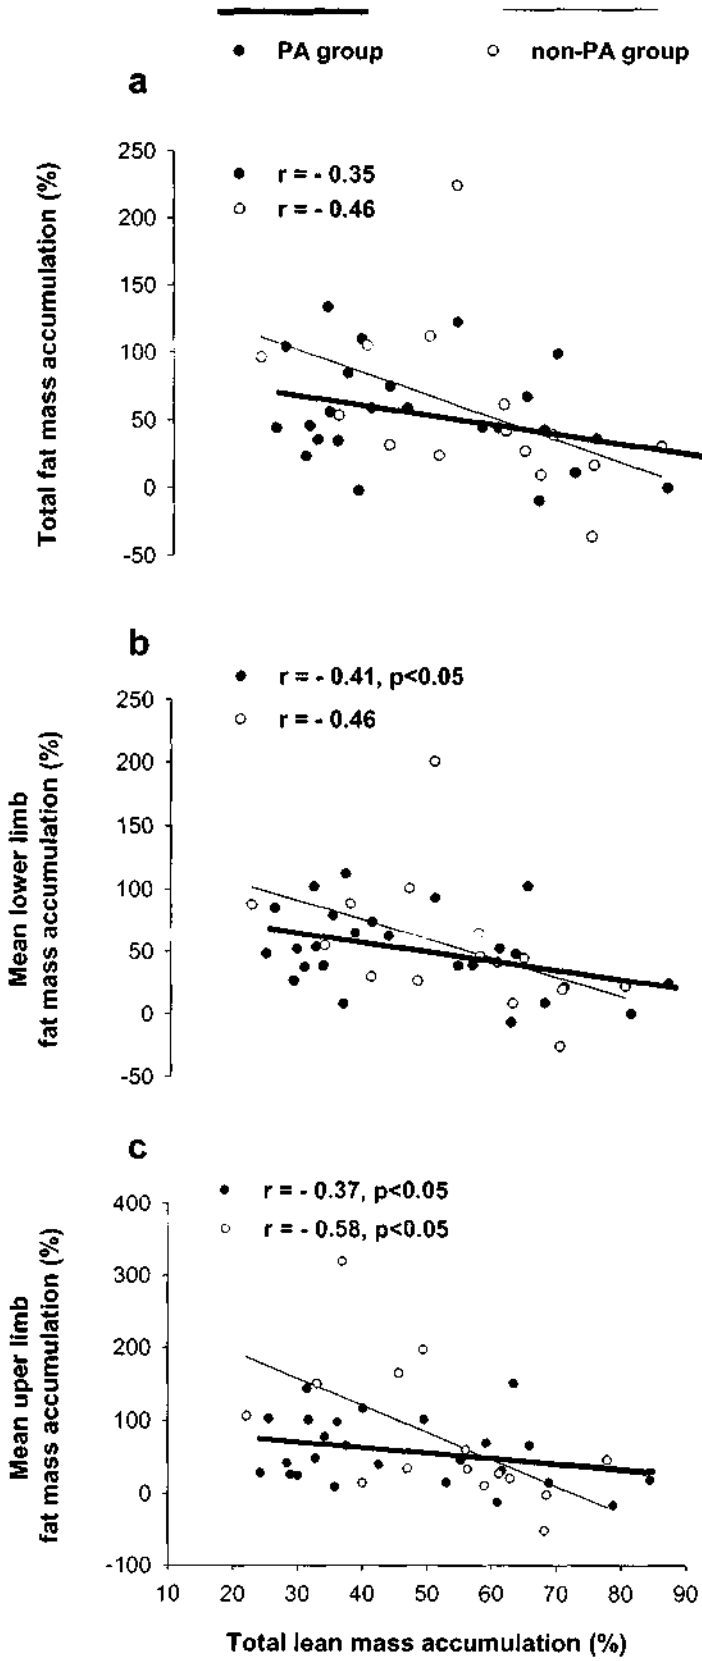 PA group non-PA group
a
r = - 0.35
r = - 0.46
Total fat mass accumulation (%)
250
200
150
100
50
0
-50
b
r = - 0.41, p<0.05
r = - 0.46
Mean lower limb
fat mass accumulation (%)
250
200
150
100
50
0
-50
c
r = - 0.37, p<0.05
r = - 0.58, p<0.05
Mean uper limb
fat mass accumulation (%)
400
300
200
100
0
-100
10 20 30 40 50 60 70 80 90
Total lean mass accumulation (%)